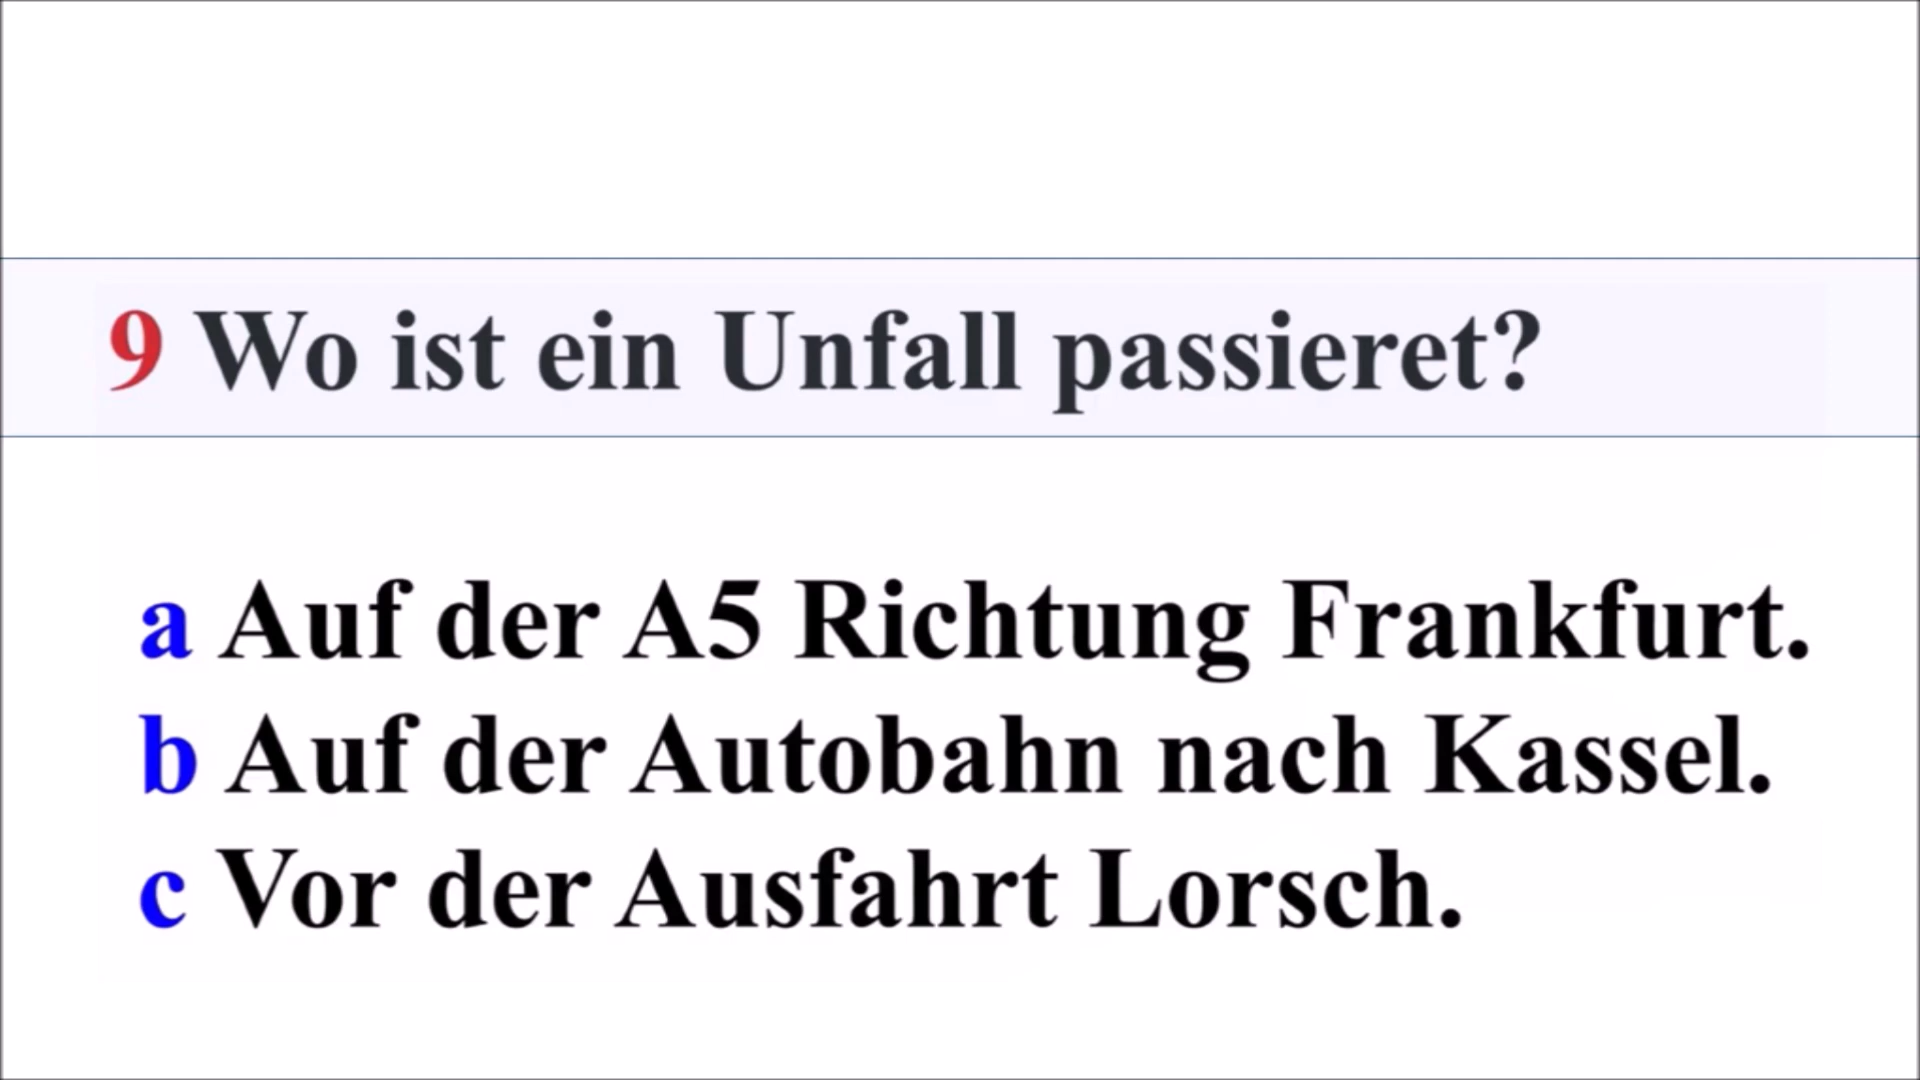 9 Wo ist ein Unfall passieret?
a Auf der A5 Richtung Frankfurt.
b Auf der Autobahn nach Kassel.
c Vor der Ausfahrt Lorsch.